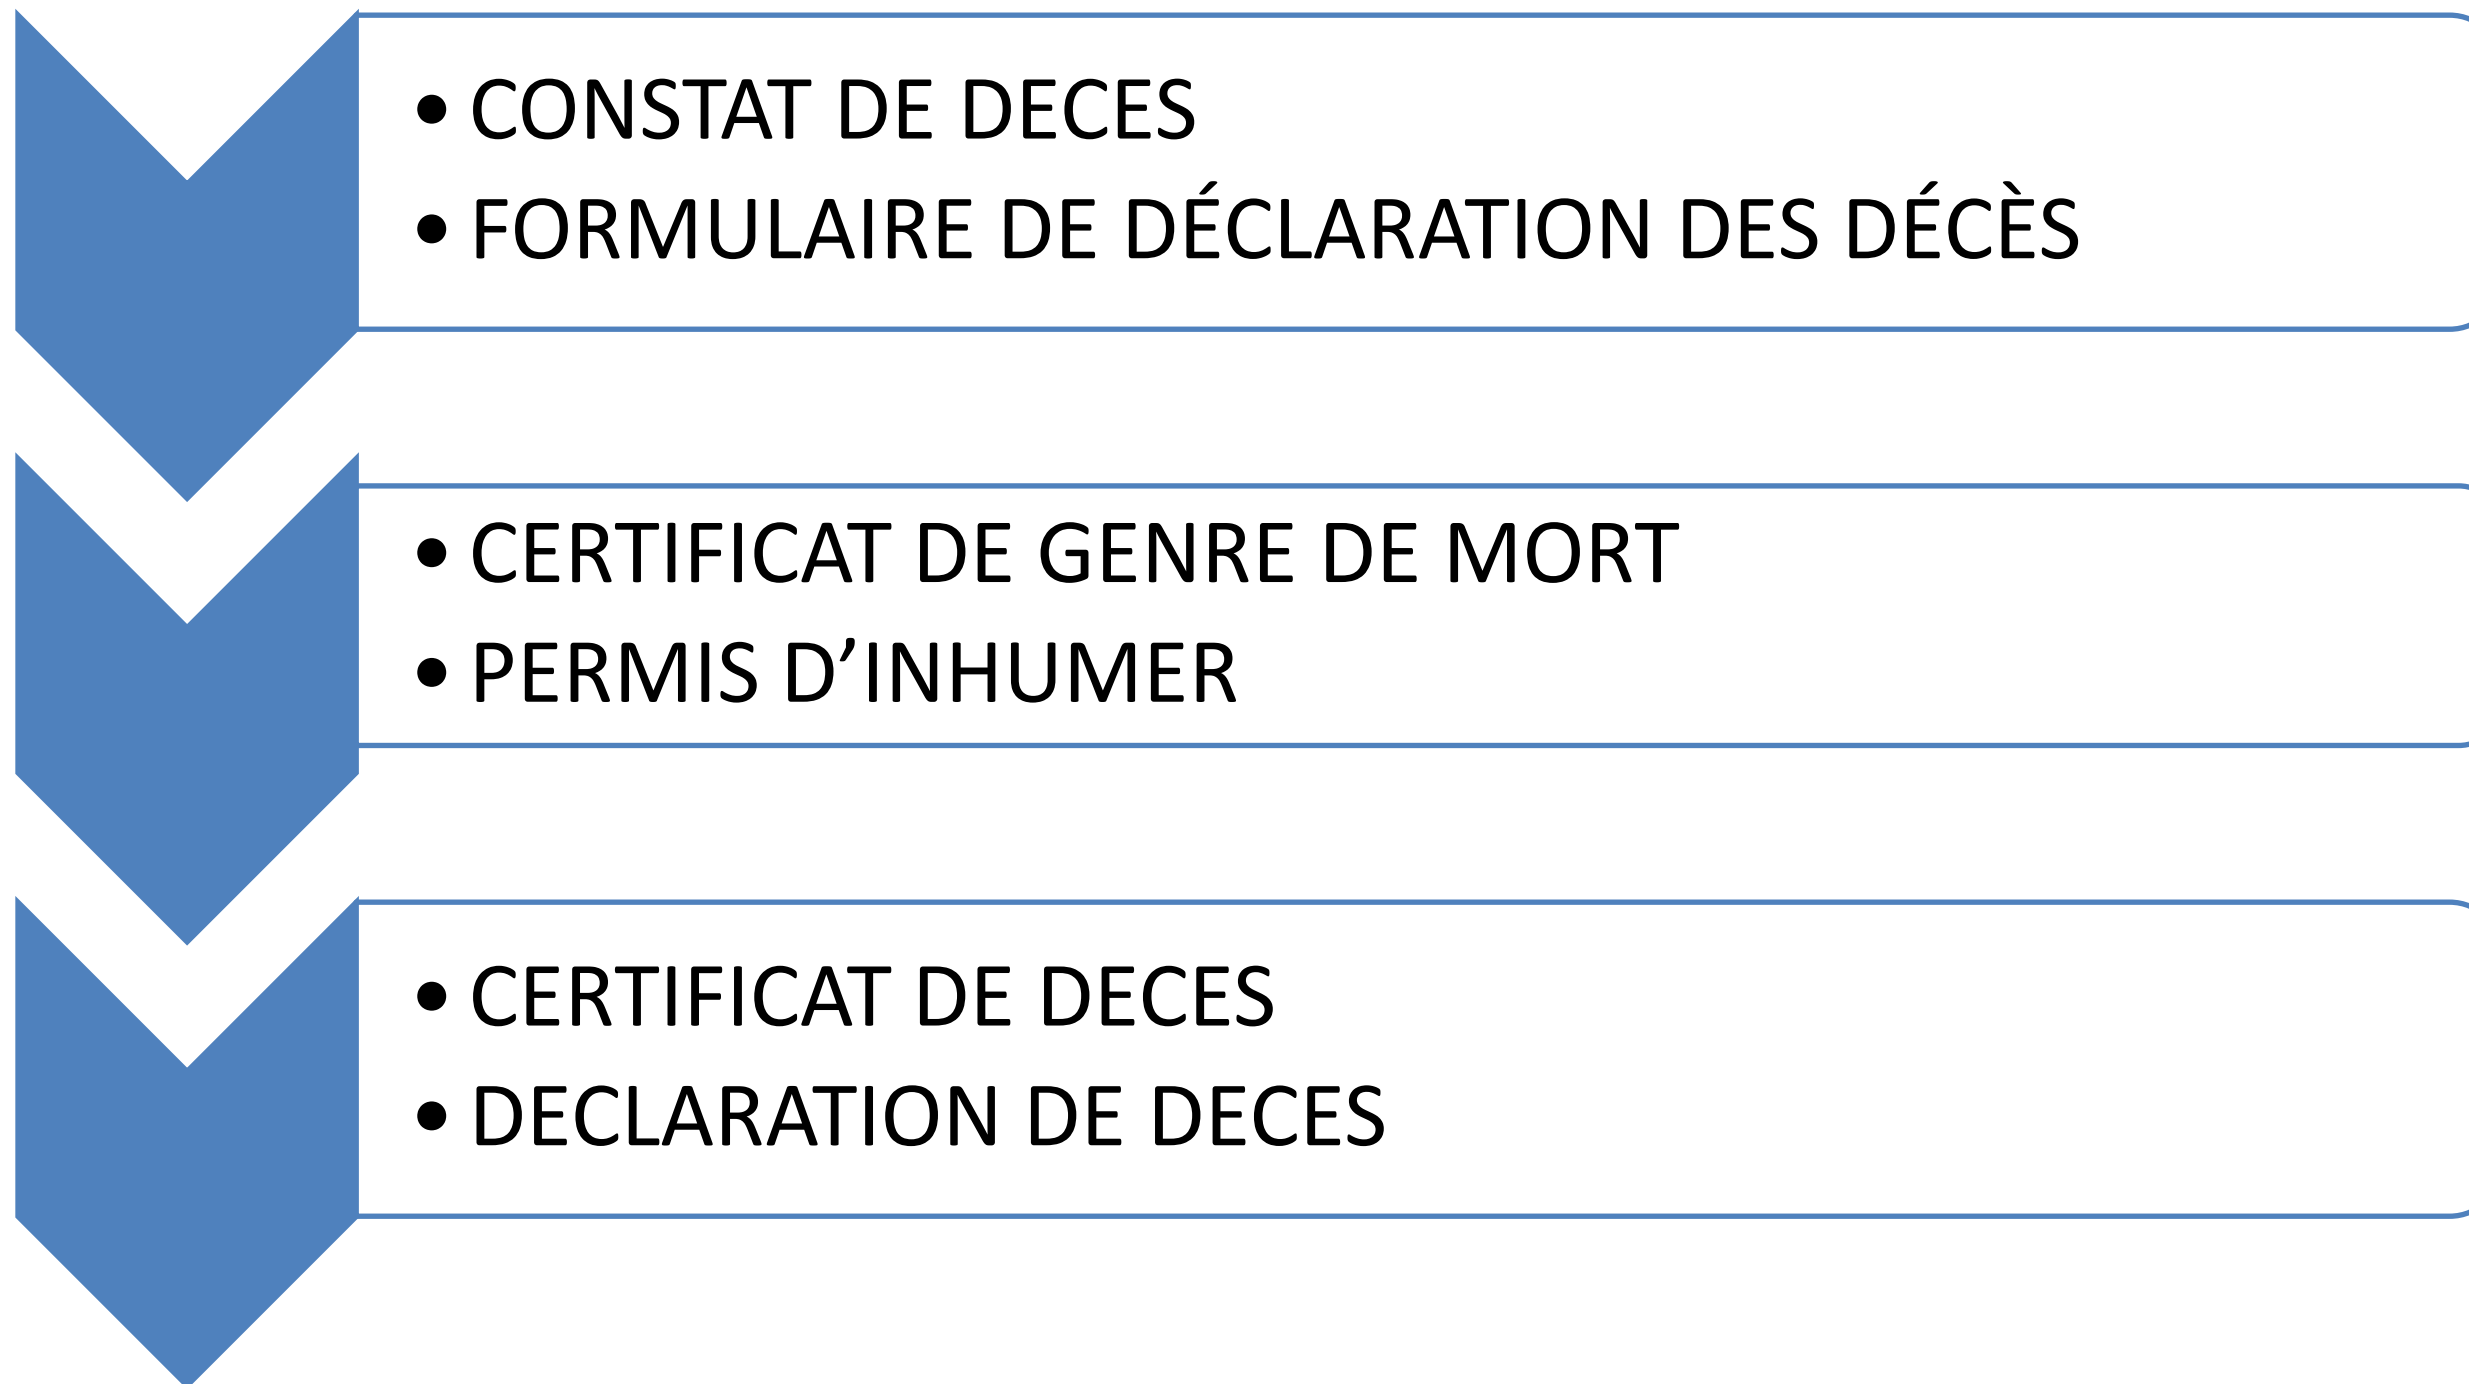 • CONSTAT DE DECES
• FORMULAIRE DE DÉCLARATION DES DÉCÈS
• CERTIFICAT DE GENRE DE MORT
• PERMIS D’INHUMER
• CERTIFICAT DE DECES
• DECLARATION DE DECES